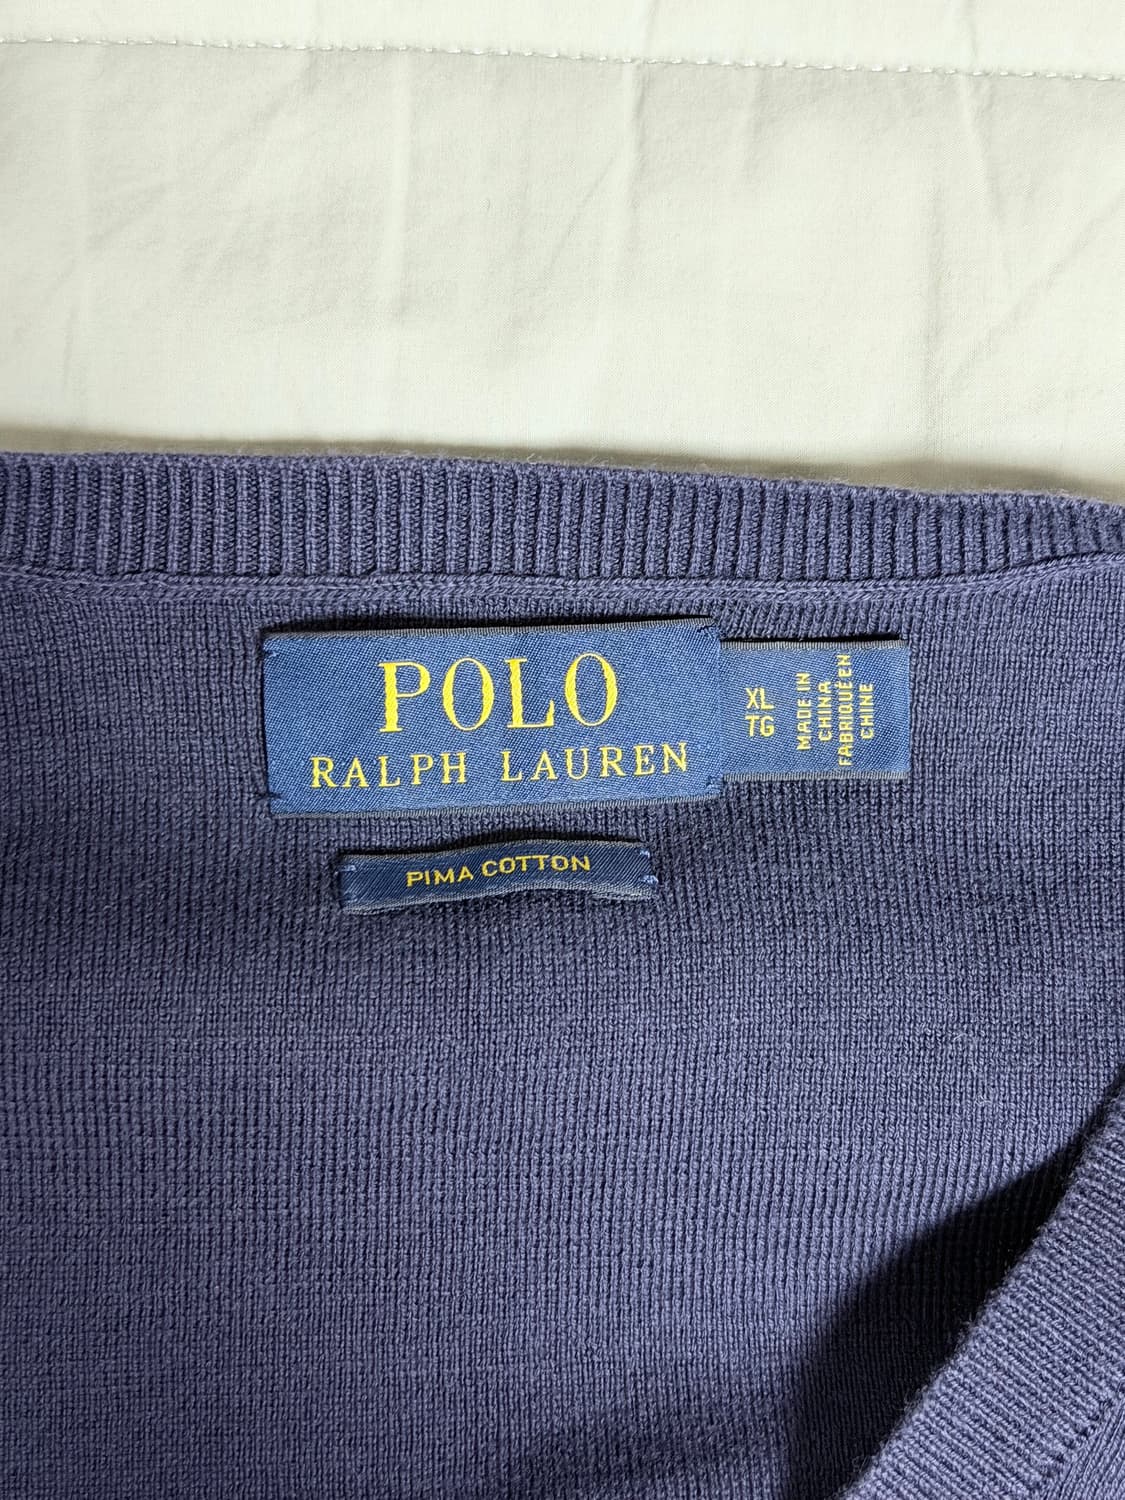 POLO
RALPH LAUREN
XL
TG
MADE IN
CHINA
FABRIQUÉ EN
CHINE
PIMA COTTON